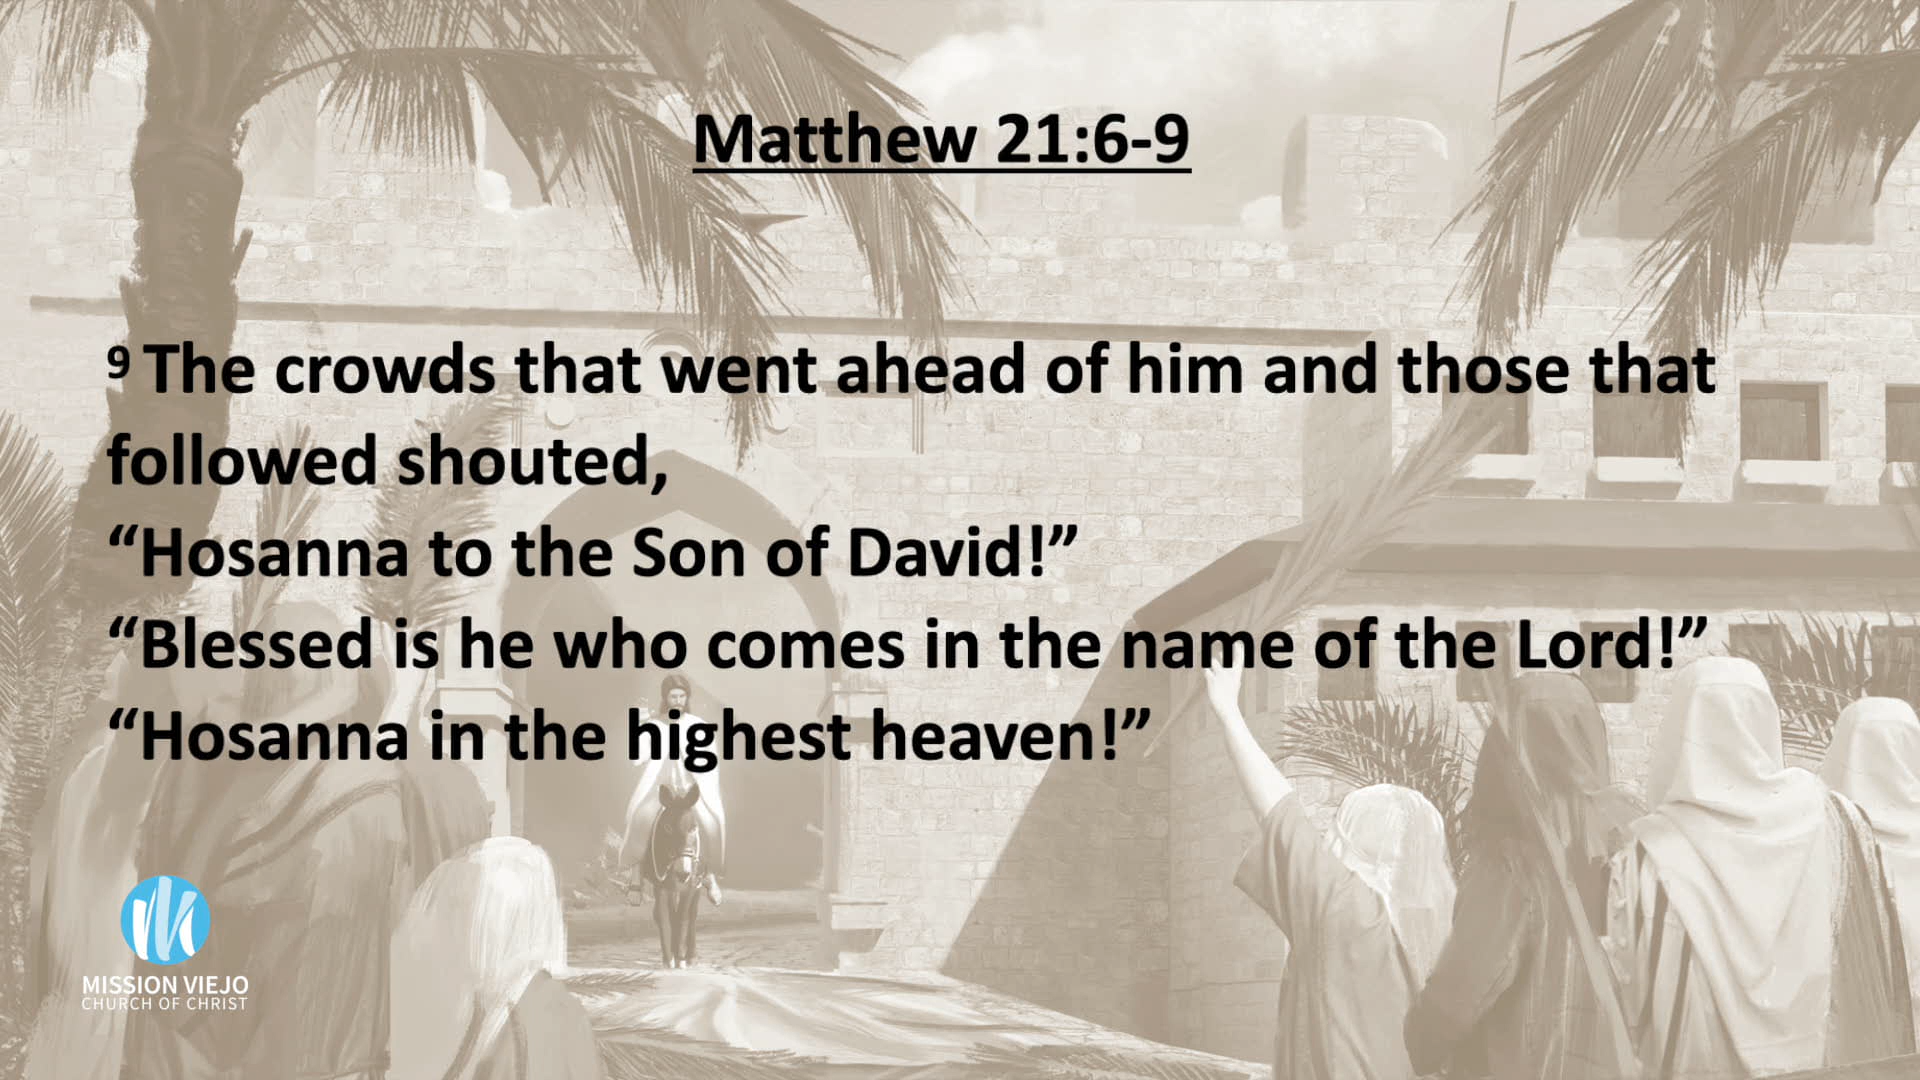 Matthew 21:6-9
9 The crowds that went ahead of him and those that
followed shouted,
“Hosanna to the Son of David!”
“Blessed is he who comes in the name of the Lord!”
“Hosanna in the highest heaven!”
MISSION VIEJO
CHURCH OF CHRIST